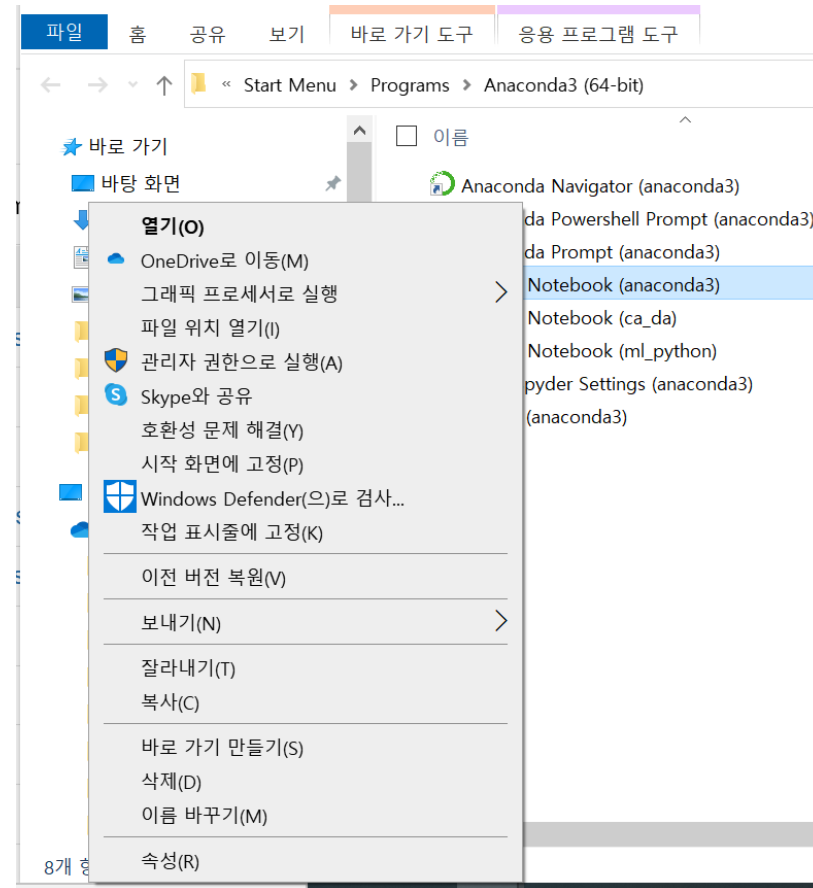 파일
홈
공유
보기
바로 가기 도구
응용 프로그램 도구
« Start Menu > Programs > Anaconda3 (64-bit)
바로 가기
바탕 화면
이름
Anaconda Navigator (anaconda3)
da Powershell Prompt (anaconda3)
da Prompt (anaconda3)
Notebook (anaconda3)
Notebook (ca_da)
Notebook (ml_python)
pyder Settings (anaconda3)
(anaconda3)
열기(O)
OneDrive로 이동(M)
그래픽 프로세서로 실행
파일 위치 열기(I)
관리자 권한으로 실행(A)
Skype와 공유
호환성 문제 해결(Y)
시작 화면에 고정(P)
Windows Defender(으)로 검사...
작업 표시줄에 고정(K)
이전 버전 복원(V)
보내기(N)
잘라내기(T)
복사(C)
바로 가기 만들기(S)
삭제(D)
이름 바꾸기(M)
속성(R)
8개